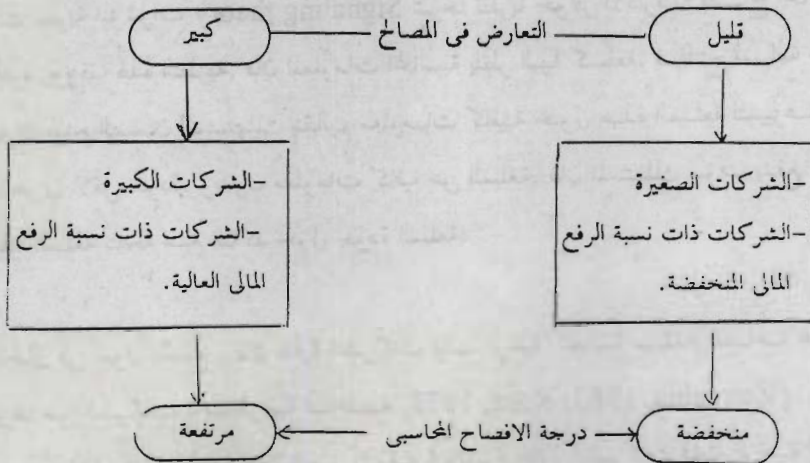 قليل
التعارض فى المصالح
كبير
-الشركات الصغيرة
-الشركات ذات نسبة الرفع
المالى المنخفضة.
-الشركات الكبيرة
-الشركات ذات نسبة الرفع
المالى العالية.
منخفضة
درجة الافصاح المحاسبى
مرتفعة